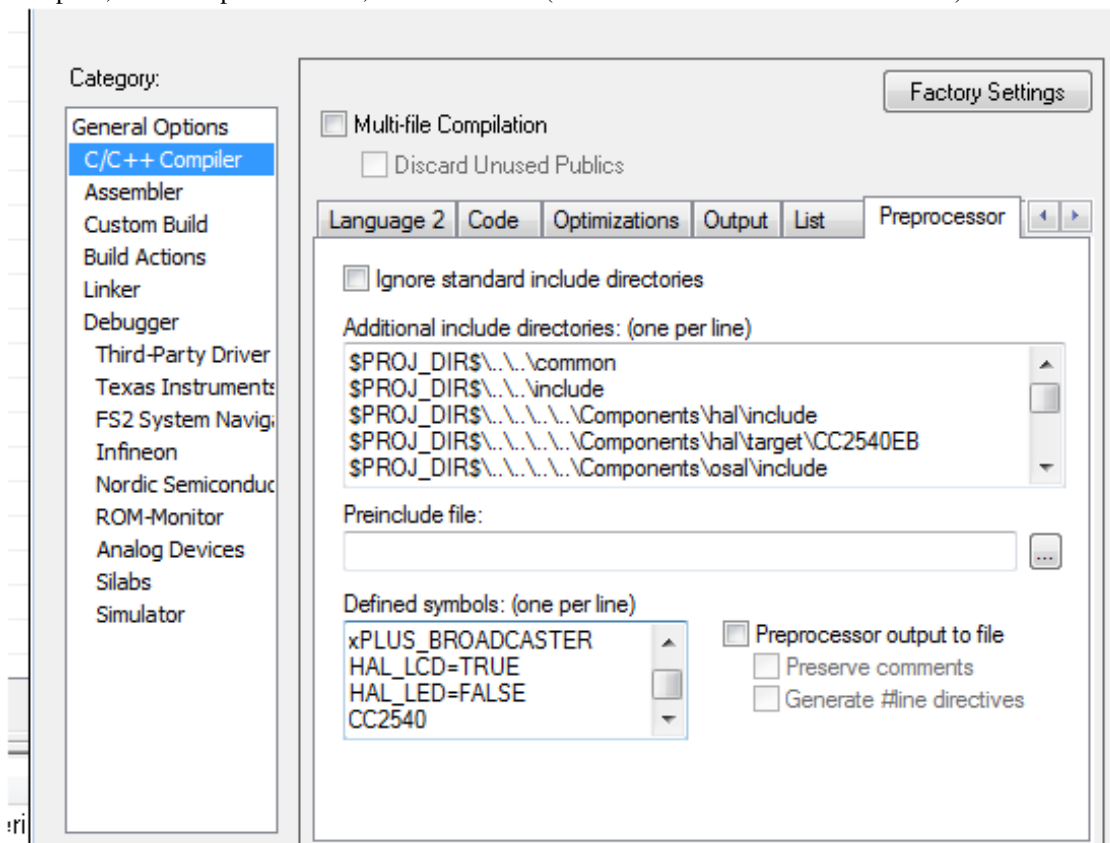 Category:
Factory Settings
General Options
C/C++ Compiler
Assembler
Custom Build
Build Actions
Linker
Debugger
Third-Party Driver
Texas Instruments
FS2 System Navig
Infineon
Nordic Semiconduc
ROM-Monitor
Analog Devices
Silabs
Simulator
Multi-file Compilation
Discard Unused Publics
Language 2 Code Optimizations Output List Preprocessor
Ignore standard include directories
Additional include directories: (one per line)
$PROJ_DIR$\..\..\common
$PROJ_DIR$\..\..\include
$PROJ_DIR$\..\..\..\..\..\Components\hal\include
$PROJ_DIR$\..\..\..\..\..\Components\hal\target\CC2540EB
$PROJ_DIR$\..\..\..\..\..\Components\osal\include
Preinclude file:
...
Defined symbols: (one per line)
xPLUS_BROADCASTER
HAL_LCD=TRUE
HAL_LED=FALSE
CC2540
Preprocessor output to file
Preserve comments
Generate #line directives